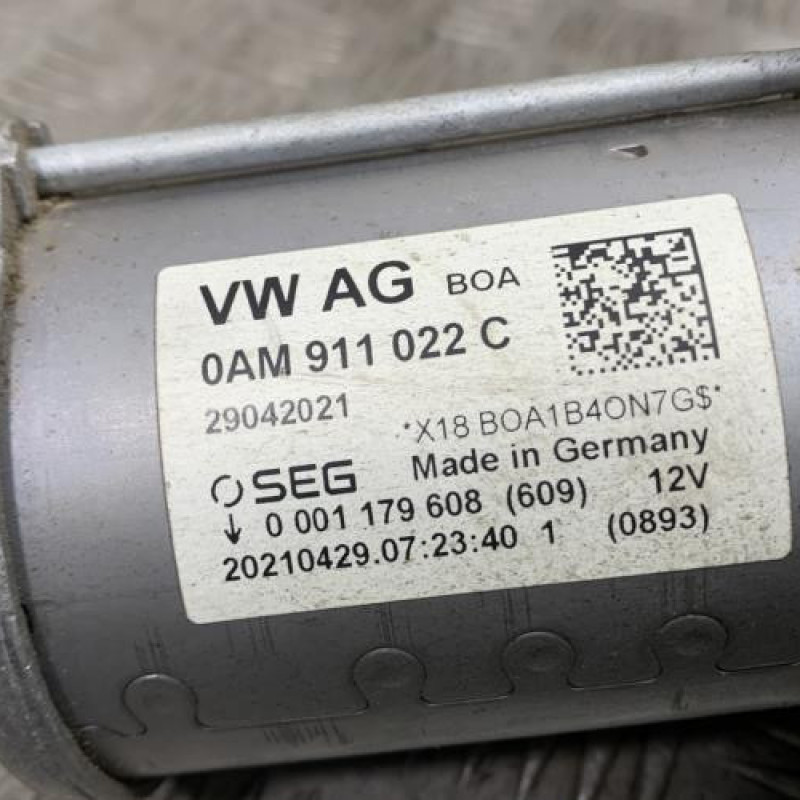 VW AG BOA
0AM 911 022 C
29042021
*X18 BOA1B4ON7G$*
Made in Germany
SEG
↓ 0 001 179 608 (609) 12V
20210429.07:23:40 1 (0893)